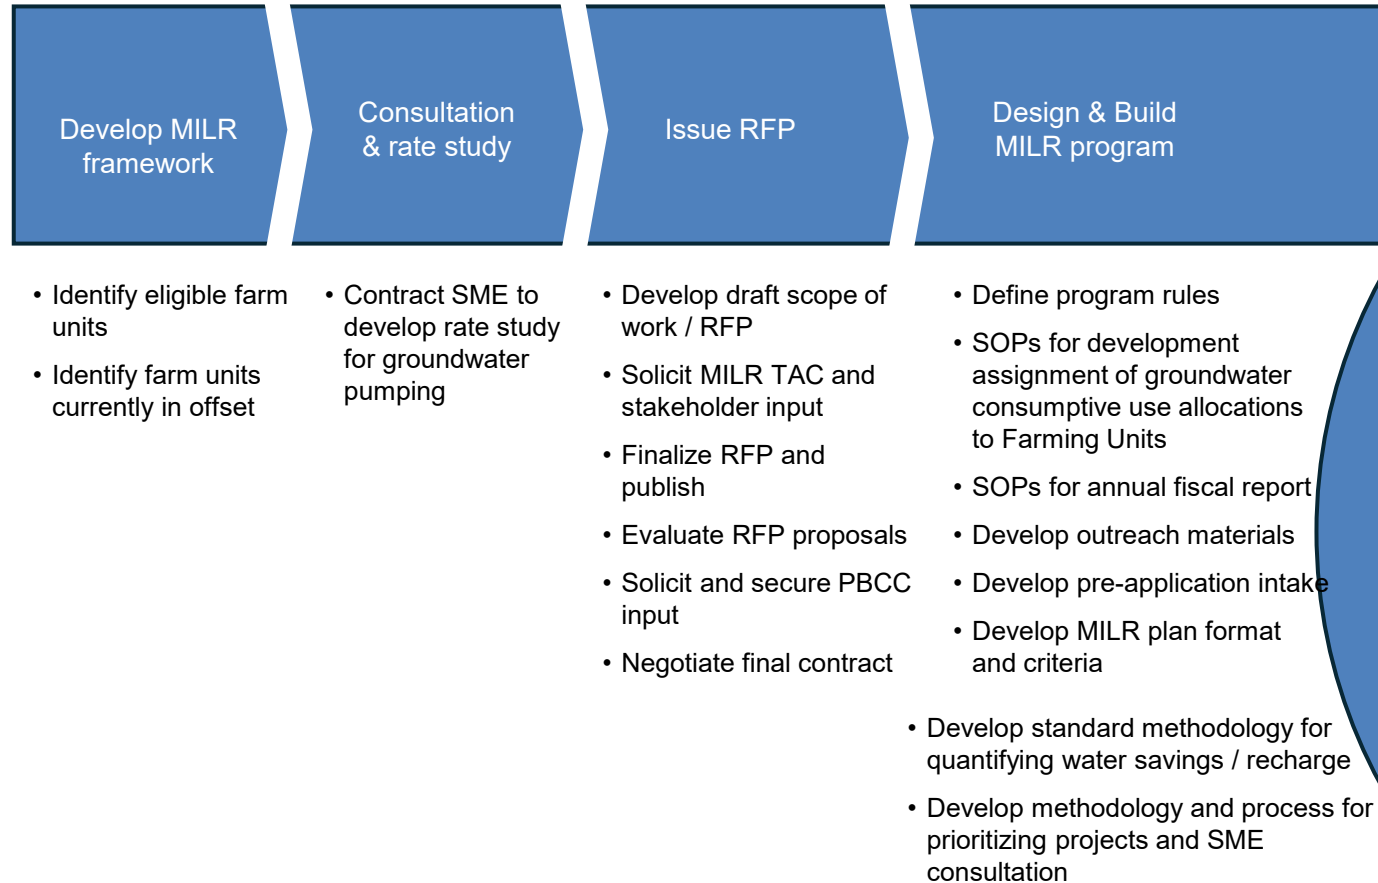 Develop MILR
framework
Consultation
& rate study
Issue RFP
Design & Build
MILR program
• Identify eligible farm
units
• Identify farm units
currently in offset
• Contract SME to
develop rate study
for groundwater
pumping
• Develop draft scope of
work / RFP
• Solicit MILR TAC and
stakeholder input
• Finalize RFP and
publish
• Evaluate RFP proposals
• Solicit and secure PBCC
input
• Negotiate final contract
• Define program rules
• SOPs for development
assignment of groundwater
consumptive use allocations
to Farming Units
• SOPs for annual fiscal report
• Develop outreach materials
• Develop pre-application intake
• Develop MILR plan format
and criteria
• Develop standard methodology for
quantifying water savings / recharge
• Develop methodology and process for
prioritizing projects and SME
consultation